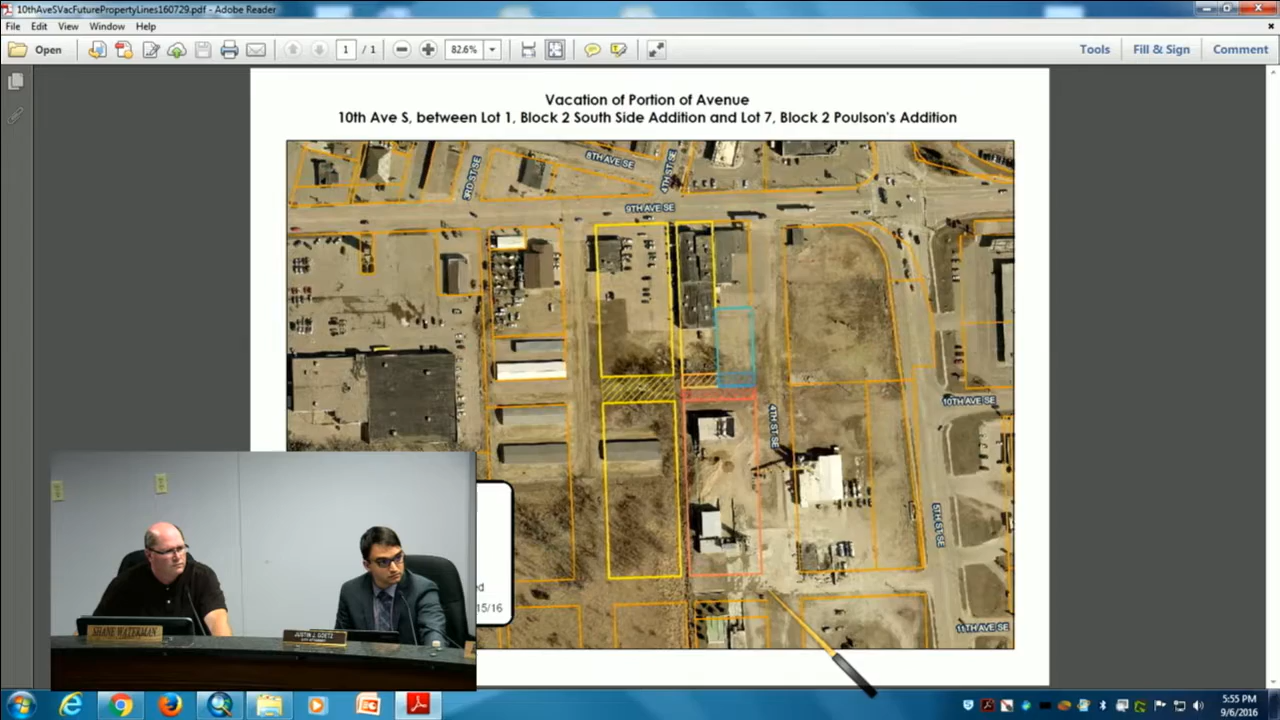 10thAveSVacFuturePropertyLines160729.pdf - Adobe Reader
File Edit View Window Help
Open
1 / 1
82.6%
Tools
Fill & Sign
Comment
Vacation of Portion of Avenue
10th Ave S, between Lot 1, Block 2 South Side Addition and Lot 7, Block 2 Poulson's Addition
3RD ST SE
8TH AVE SE
4TH ST SE
9TH AVE SE
10TH AVE SE
4TH ST SE
5TH ST SE
11TH AVE SE
ed
15/16
SHANE WATERMAN
JUSTIN J. GOETZ
5:55 PM
9/6/2016